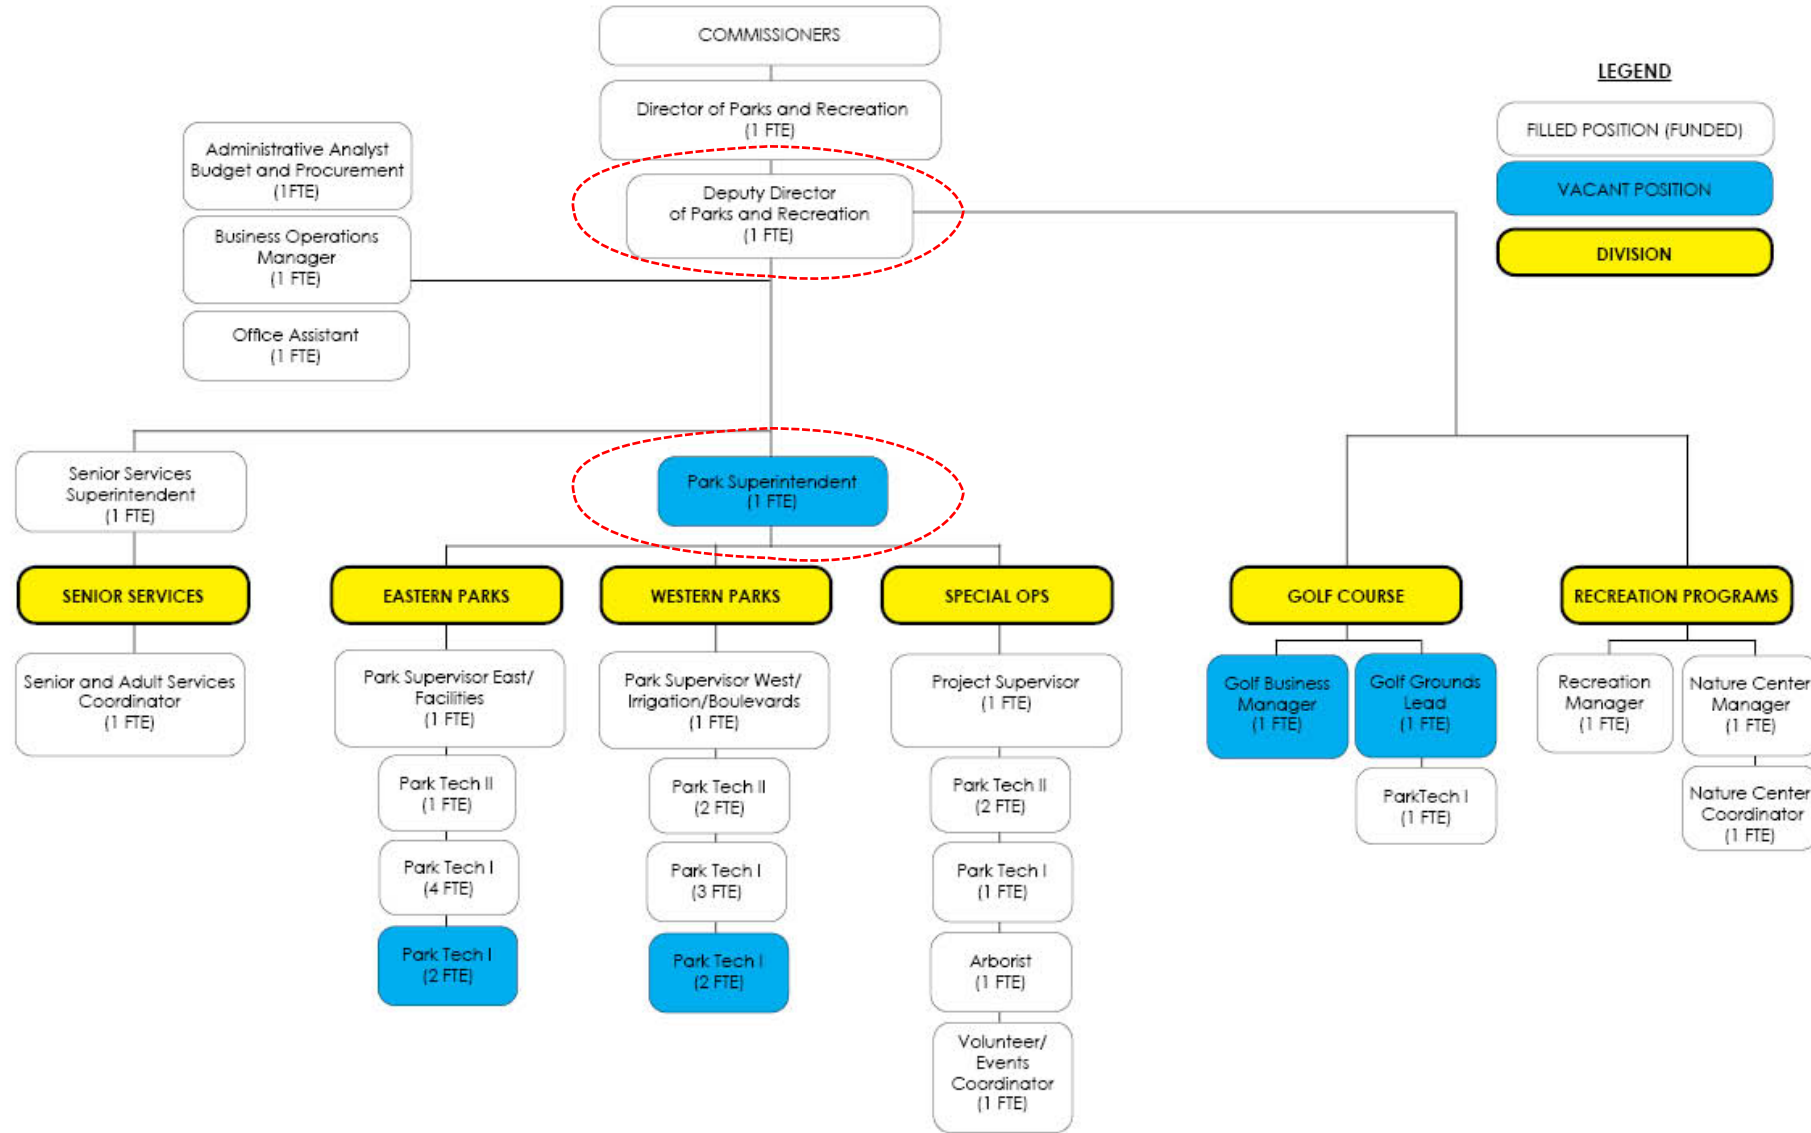 COMMISSIONERS
Director of Parks and Recreation
(1 FTE)
Deputy Director
of Parks and Recreation
(1 FTE)
Administrative Analyst
Budget and Procurement
(1FTE)
Business Operations
Manager
(1 FTE)
Office Assistant
(1 FTE)
LEGEND
FILLED POSITION (FUNDED)
VACANT POSITION
DIVISION
Senior Services
Superintendent
(1 FTE)
Park Superintendent
(1 FTE)
SENIOR SERVICES
Senior and Adult Services
Coordinator
(1 FTE)
EASTERN PARKS
Park Supervisor East/
Facilities
(1 FTE)
Park Tech II
(1 FTE)
Park Tech I
(4 FTE)
Park Tech I
(2 FTE)
WESTERN PARKS
Park Supervisor West/
Irrigation/Boulevards
(1 FTE)
Park Tech II
(2 FTE)
Park Tech I
(3 FTE)
Park Tech I
(2 FTE)
SPECIAL OPS
Project Supervisor
(1 FTE)
Park Tech II
(2 FTE)
Park Tech I
(1 FTE)
Arborist
(1 FTE)
Volunteer/
Events
Coordinator
(1 FTE)
GOLF COURSE
Golf Business
Manager
(1 FTE)
Golf Grounds
Lead
(1 FTE)
ParkTech I
(1 FTE)
RECREATION PROGRAMS
Recreation
Manager
(1 FTE)
Nature Center
Manager
(1 FTE)
Nature Center
Coordinator
(1 FTE)